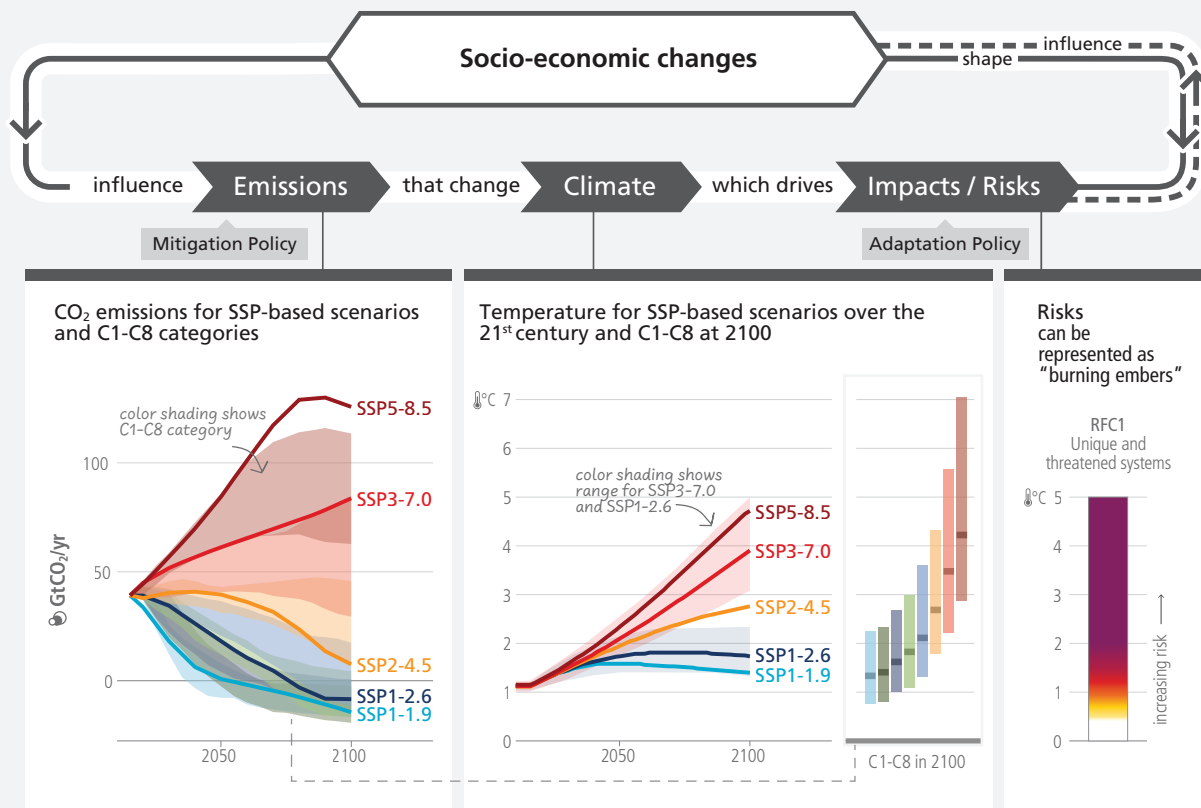 Socio-economic changes
influence
shape
influence
Emissions
that change
Climate
which drives
Impacts / Risks
Mitigation Policy
Adaptation Policy
CO₂ emissions for SSP-based scenarios
and C1-C8 categories
color shading shows
C1-C8 category
GtCO₂/yr
100
50
0
2050
2100
SSP5-8.5
SSP3-7.0
SSP2-4.5
SSP1-2.6
SSP1-1.9
Temperature for SSP-based scenarios over the
21st century and C1-C8 at 2100
°C
7
6
5
4
3
2
1
0
color shading shows
range for SSP3-7.0
and SSP1-2.6
SSP5-8.5
SSP3-7.0
SSP2-4.5
SSP1-2.6
SSP1-1.9
2050
2100
C1-C8 in 2100
Risks
can be
represented as
“burning embers”
RFC1
Unique and
threatened systems
°C
5
4
3
2
1
0
increasing risk